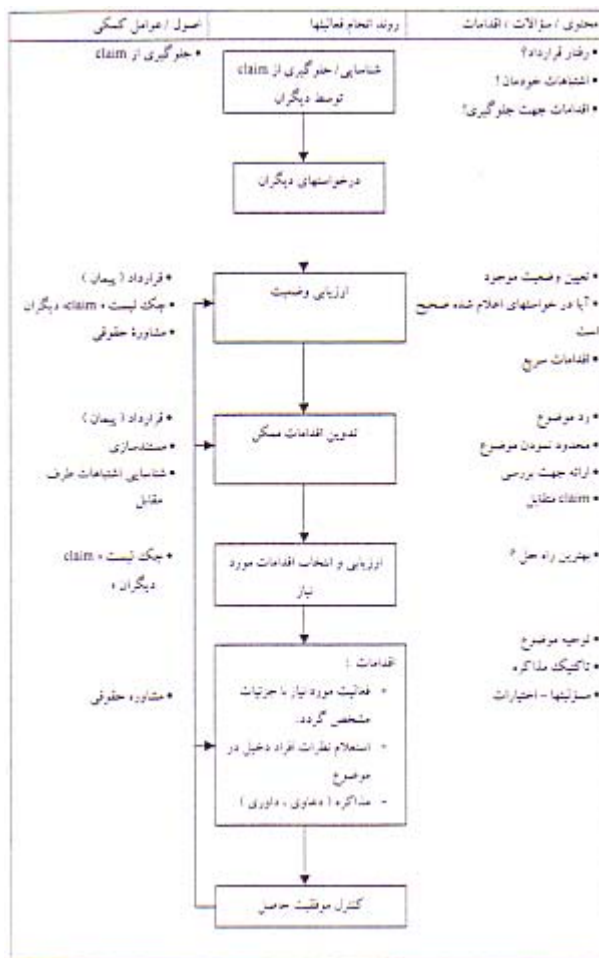 محتوی / سؤالات ، اقدامات
روند انجام فعالیتها
اصول / عوامل کمکی
• رفتار قرارداد؟
• اشتباهات خودمان!
• اقدامات جهت جلوگیری!
شناسایی / جلوگیری از claim
توسط دیگران
• جلوگیری از claim
درخواستهای دیگران
• تعیین وضعیت موجود
• آیا در خواستهای اعلام شده صحیح
است
• اقدامات سریع
ارزیابی وضعیت
• قرارداد ( پیمان )
• چک لیست « claim دیگران
• مشاورهٔ حقوقی
• رد موضوع
• محدود نمودن موضوع
• ارائه جهت بررسی
• claim متقابل
تدوین اقدامات ممکن
• قرارداد ( پیمان )
• مستندسازی
• شناسایی اشتباهات طرف
مقابل
• بهترین راه حل ؟
ارزیابی و انتخاب اقدامات مورد
نیاز
• چک لیست « claim
دیگران »
• توجیه موضوع
• تاکتیک مذاکره
• مسئولیتها – اختیارات
اقدامات :
- فعالیت مورد نیاز با جزئیات
مشخص گردد.
- استعلام نظرات افراد دخیل در
موضوع
- مذاکره ( دعاوی ، داوری )
• مشاوره حقوقی
کنترل موفقیت حاصل